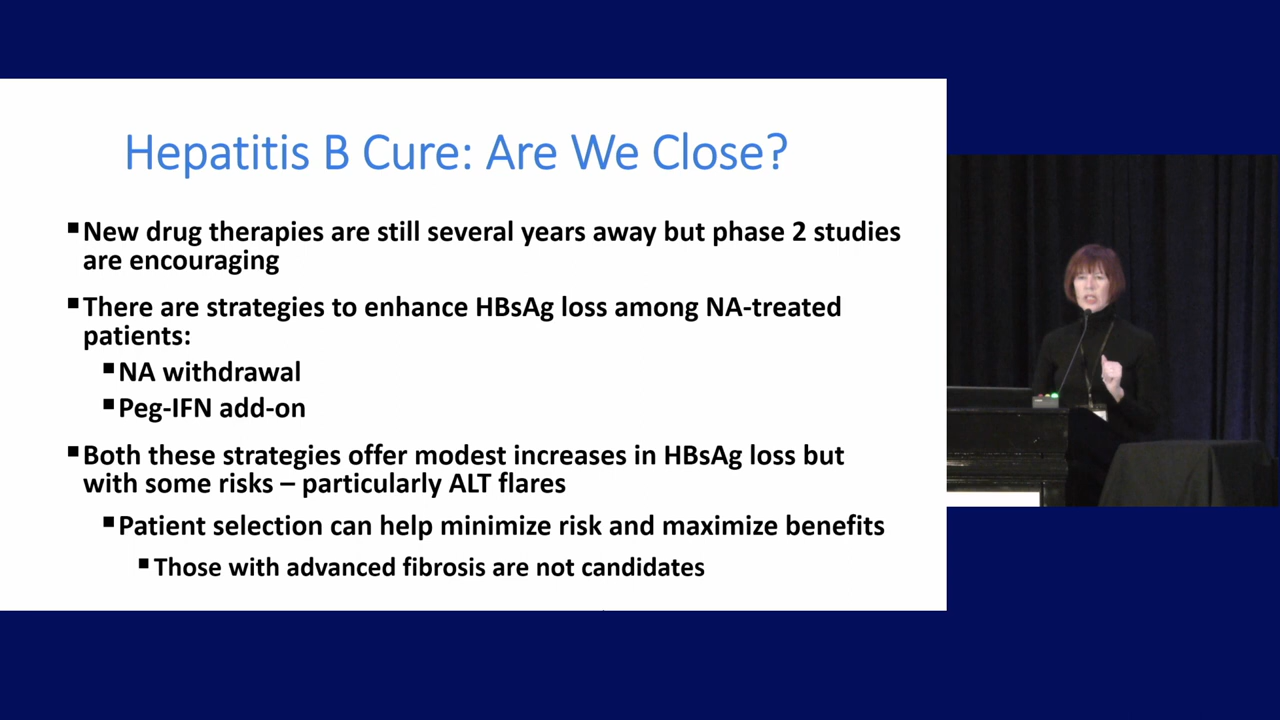 Hepatitis B Cure: Are We Close?
▪New drug therapies are still several years away but phase 2 studies
are encouraging
▪There are strategies to enhance HBsAg loss among NA-treated
patients:
▪NA withdrawal
▪Peg-IFN add-on
▪Both these strategies offer modest increases in HBsAg loss but
with some risks – particularly ALT flares
▪Patient selection can help minimize risk and maximize benefits
▪Those with advanced fibrosis are not candidates